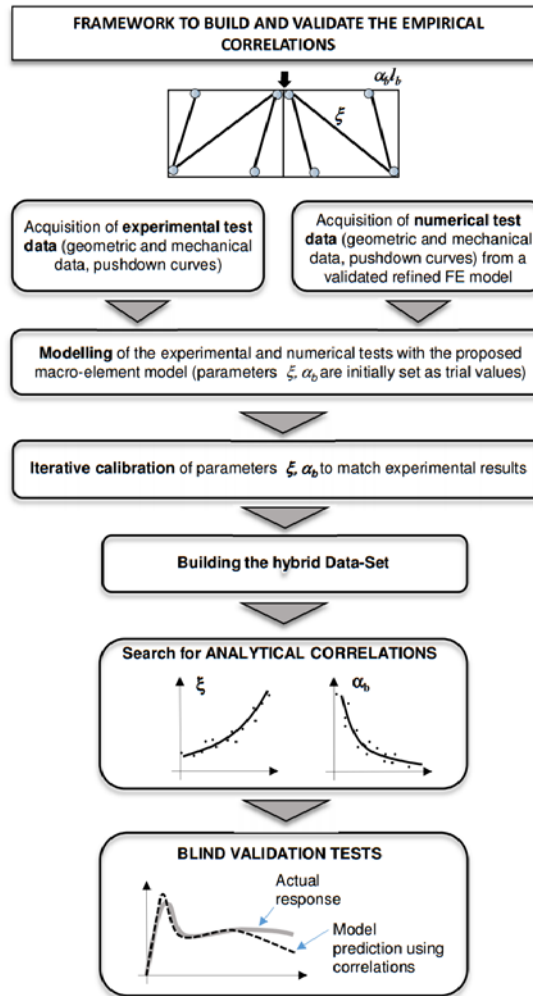 FRAMEWORK TO BUILD AND VALIDATE THE EMPIRICAL
CORRELATIONS
αblb
ξ
Acquisition of experimental test
data (geometric and mechanical
data, pushdown curves)
Acquisition of numerical test
data (geometric and mechanical
data, pushdown curves) from a
validated refined FE model
Modelling of the experimental and numerical tests with the proposed
macro-element model (parameters ξ, αb are initially set as trial values)
Iterative calibration of parameters ξ, αb to match experimental results
Building the hybrid Data-Set
Search for ANALYTICAL CORRELATIONS
ξ
αb
BLIND VALIDATION TESTS
Actual
response
Model
prediction using
correlations